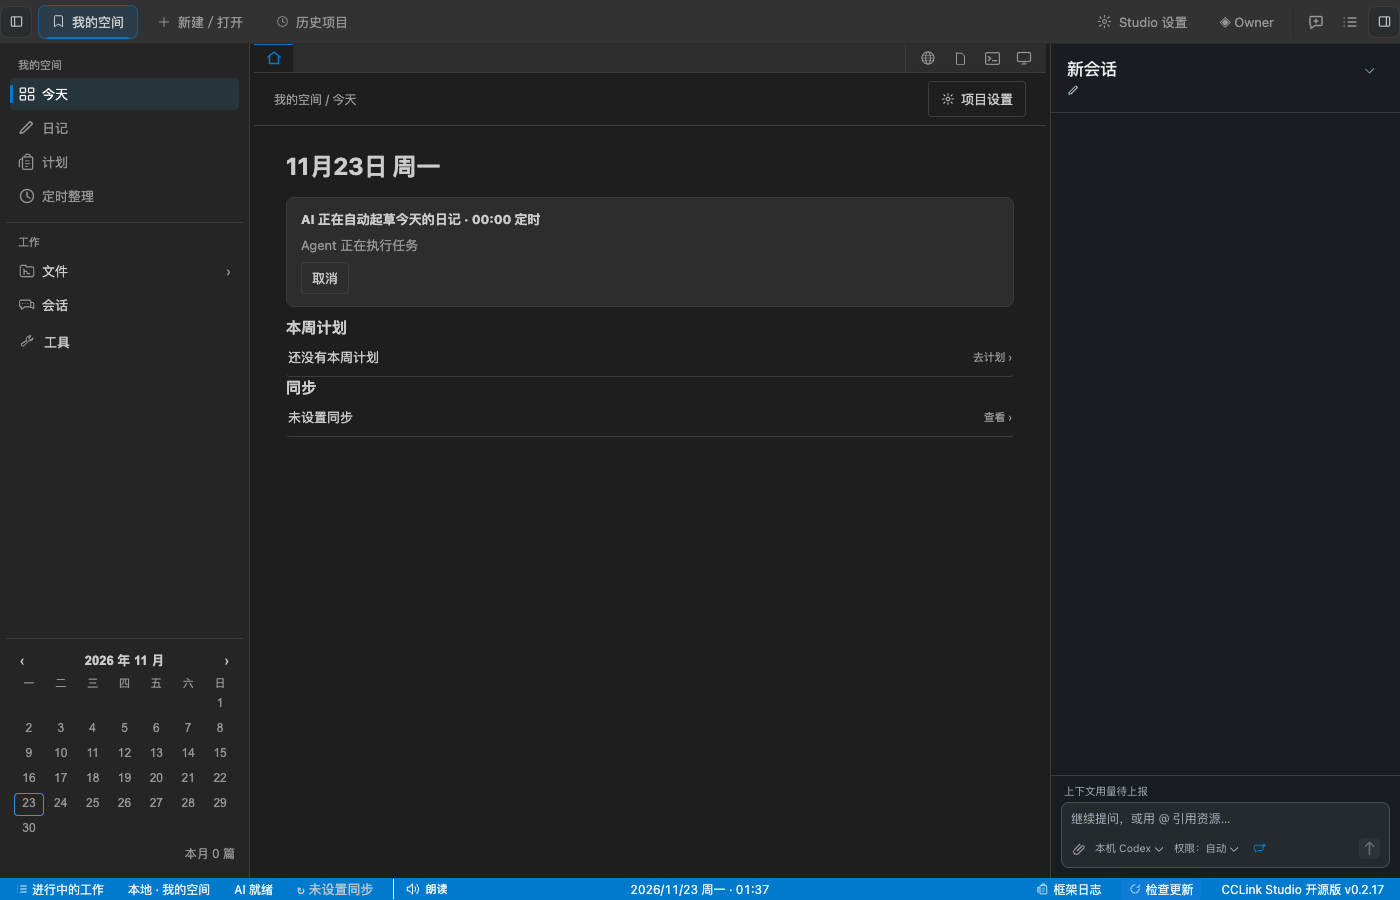 我的空间
新建 / 打开
历史项目
Studio 设置
Owner
我的空间
今天
日记
计划
定时整理
工作
文件
会话
工具
2026 年 11 月
一 二 三 四 五 六 日
1
2 3 4 5 6 7 8
9 10 11 12 13 14 15
16 17 18 19 20 21 22
23 24 25 26 27 28 29
30
本月 0 篇
我的空间 / 今天
项目设置
11月23日 周一
AI 正在自动起草今天的日记 · 00:00 定时
Agent 正在执行任务
取消
本周计划
还没有本周计划
去计划 ›
同步
未设置同步
查看 ›
新会话
上下文用量待上报
继续提问，或用 @ 引用资源...
本机 Codex
权限：自动
进行中的工作
本地 · 我的空间
AI 就绪
未设置同步
朗读
2026/11/23 周一 · 01:37
框架日志
检查更新
CCLink Studio 开源版 v0.2.17